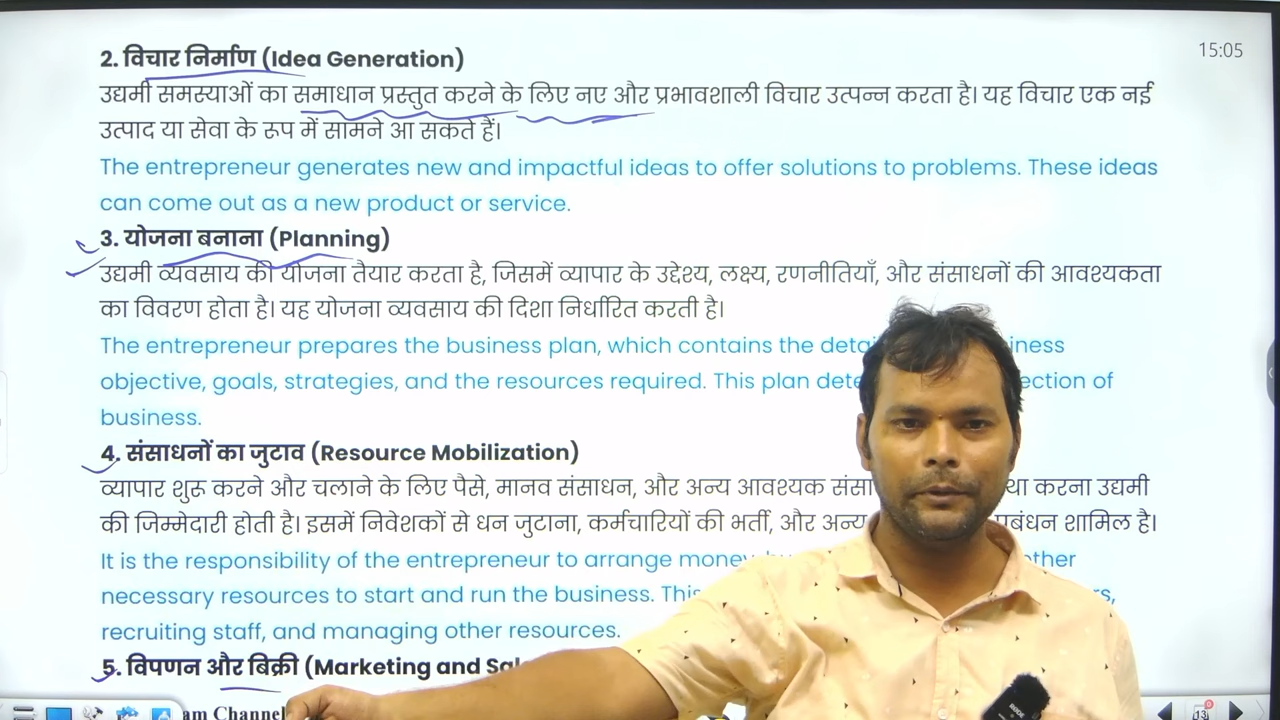 15:05
2. विचार निर्माण (Idea Generation)
उद्यमी समस्याओं का समाधान प्रस्तुत करने के लिए नए और प्रभावशाली विचार उत्पन्न करता है। यह विचार एक नई
उत्पाद या सेवा के रूप में सामने आ सकते हैं।
The entrepreneur generates new and impactful ideas to offer solutions to problems. These ideas
can come out as a new product or service.
3. योजना बनाना (Planning)
उद्यमी व्यवसाय की योजना तैयार करता है, जिसमें व्यापार के उद्देश्य, लक्ष्य, रणनीतियाँ, और संसाधनों की आवश्यकता
का विवरण होता है। यह योजना व्यवसाय की दिशा निर्धारित करती है।
The entrepreneur prepares the business plan, which contains the
objective, goals, strategies, and the resources required. This plan of
business.
4. संसाधनों का जुटाव (Resource Mobilization)
व्यापार शुरू करने और चलाने के लिए पैसे, मानव संसाधन, और अन्य आवश्यक करना उद्यमी
की जिम्मेदारी होती है। इसमें निवेशकों से धन जुटाना, कर्मचारियों की भर्ती, और अन्य शामिल है।
It is the responsibility of the entrepreneur to arrange money
necessary resources to start and run the business.
recruiting staff, and managing other resources.
5. विपणन और बिक्री (Marketing and
Channel
13
RODE